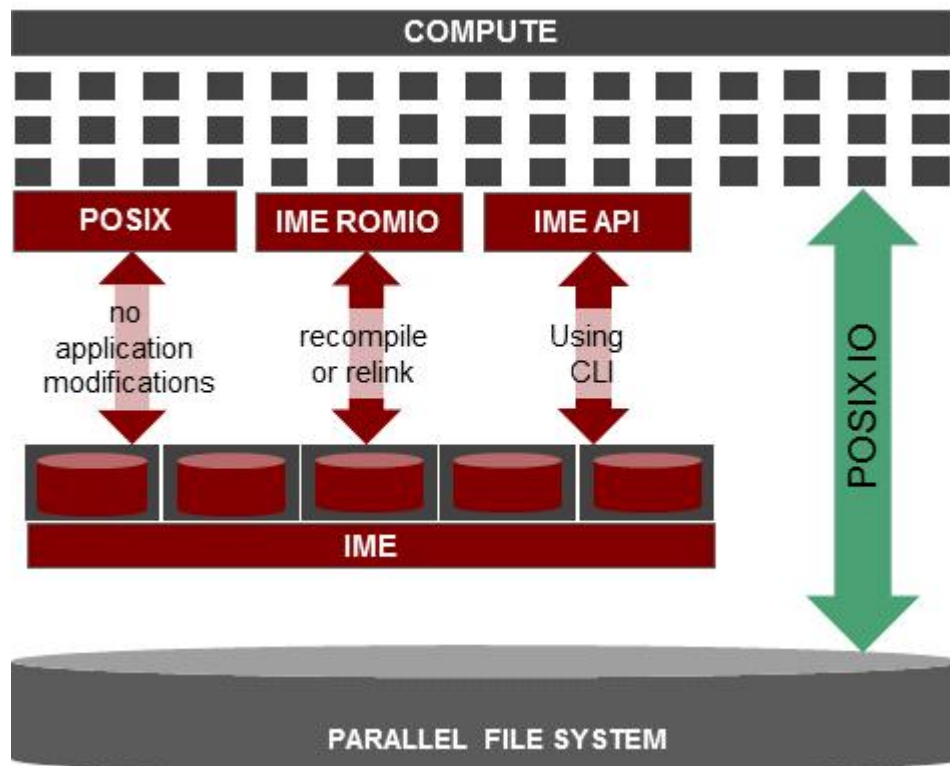 COMPUTE
POSIX
IME ROMIO
IME API
no
application
modifications
recompile
or relink
Using
CLI
POSIX IO
IME
PARALLEL FILE SYSTEM